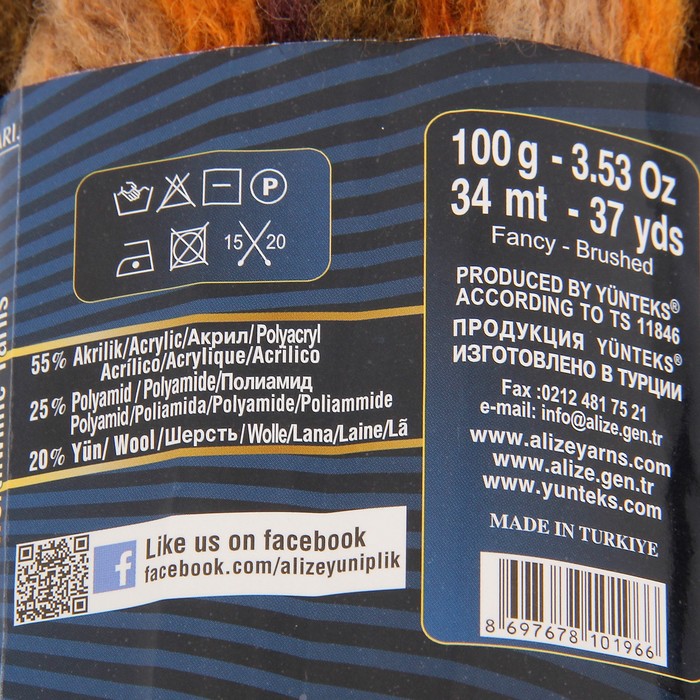 P
15 20
55% Akrilik/Acrylic/Акрил/Polyacryl
Acrílico/Acrylique/Acrilico
25% Polyamid / Polyamide/Полиамид
Polyamid/Poliamida/Polyamide/Poliammide
20% Yün/ Wool /Шерсть/ Wolle/Lana/Laine/Lã
f Like us on facebook
facebook.com/alizeyuniplik
100 g - 3.53 Oz
34 mt - 37 yds
Fancy - Brushed
PRODUCED BY YÜNTEKS®
ACCORDING TO TS 11846
ПРОДУКЦИЯ YÜNTEKS®
ИЗГОТОВЛЕНО В ТУРЦИИ
Fax :0212 481 75 21
e-mail: info@alize.gen.tr
www.alizeyarns.com
www.alize.gen.tr
www.yunteks.com
MADE IN TURKIYE
8 697678 101966